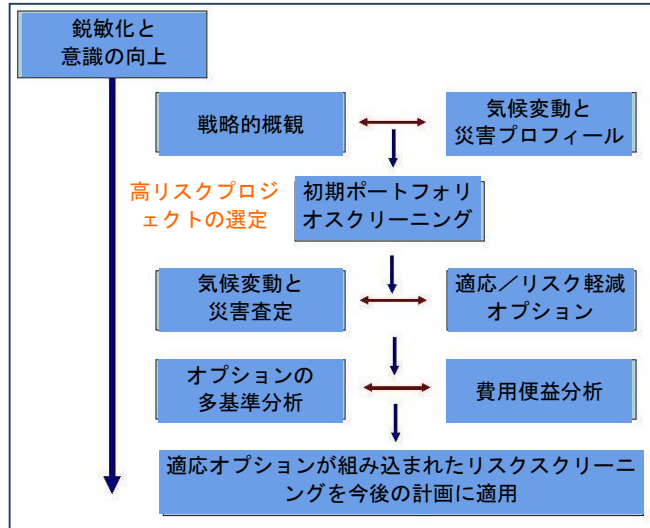 鋭敏化と
意識の向上
戦略的概観
気候変動と
災害プロフィール
高リスクプロジ
ェクトの選定
初期ポートフォリ
オスクリーニング
気候変動と
災害査定
適応／リスク軽減
オプション
オプションの
多基準分析
費用便益分析
適応オプションが組み込まれたリスクスクリーニ
ングを今後の計画に適用